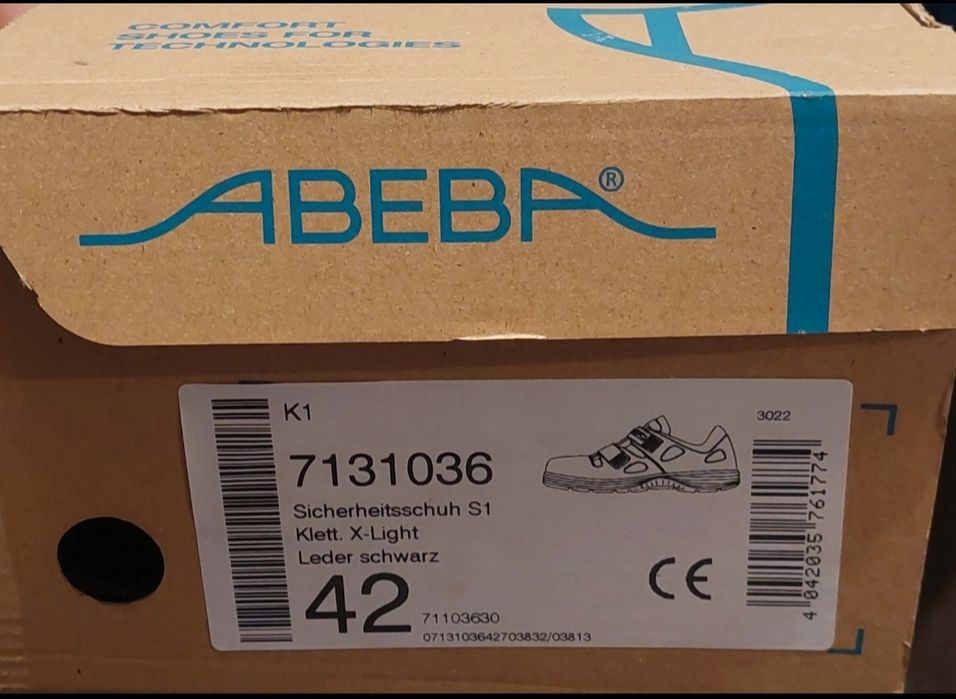 COMFORT
SHOES FOR
TECHNOLOGIES
ABEBA®
K1
3022
7131036
Sicherheitsschuh S1
Klett. X-Light
Leder schwarz
42
71103630
0713103642703832/03813
CE
4 042035 761774